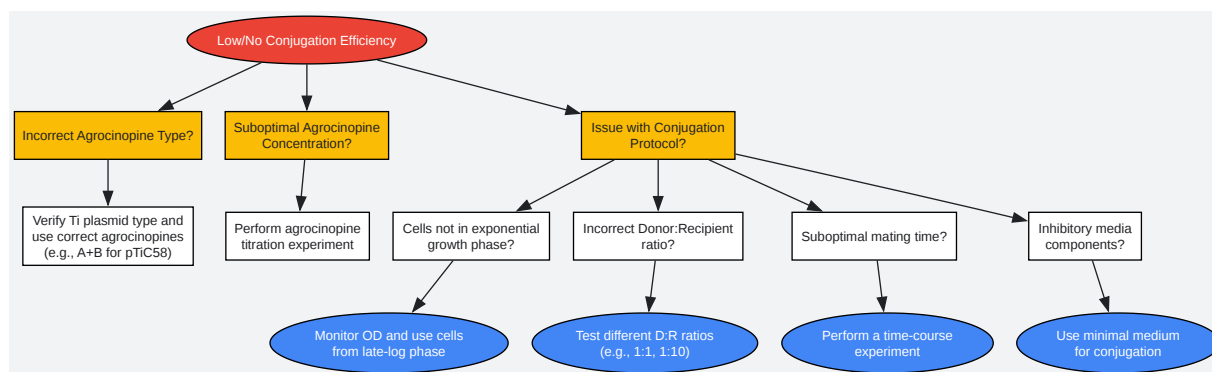 Low/No Conjugation Efficiency
Incorrect Agrocinopine Type?
Suboptimal Agrocinopine
Concentration?
Issue with Conjugation
Protocol?
Verify Ti plasmid type and
use correct agrocinopines
(e.g., A+B for pTiC58)
Perform agrocinopine
titration experiment
Cells not in exponential
growth phase?
Incorrect Donor:Recipient
ratio?
Suboptimal mating time?
Inhibitory media
components?
Monitor OD and use cells
from late-log phase
Test different D:R ratios
(e.g., 1:1, 1:10)
Perform a time-course
experiment
Use minimal medium
for conjugation